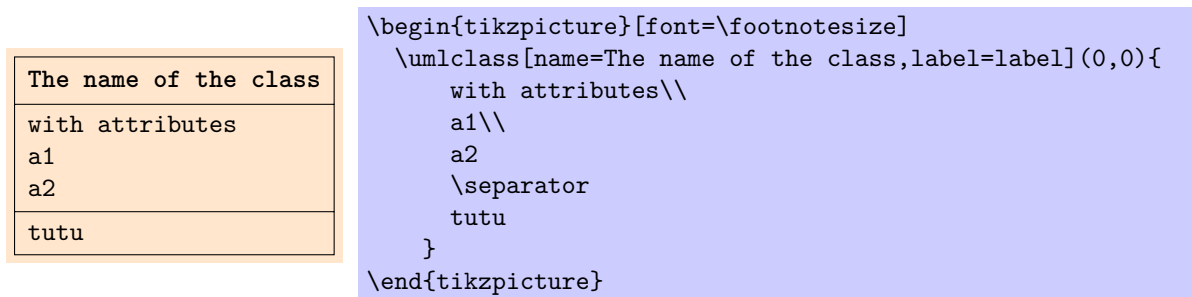 The name of the class
with attributes
a1
a2
tutu
\begin{tikzpicture}[font=\footnotesize]
\umlclass[name=The name of the class,label=label](0,0){
with attributes\\
a1\\
a2
\separator
tutu
}
\end{tikzpicture}